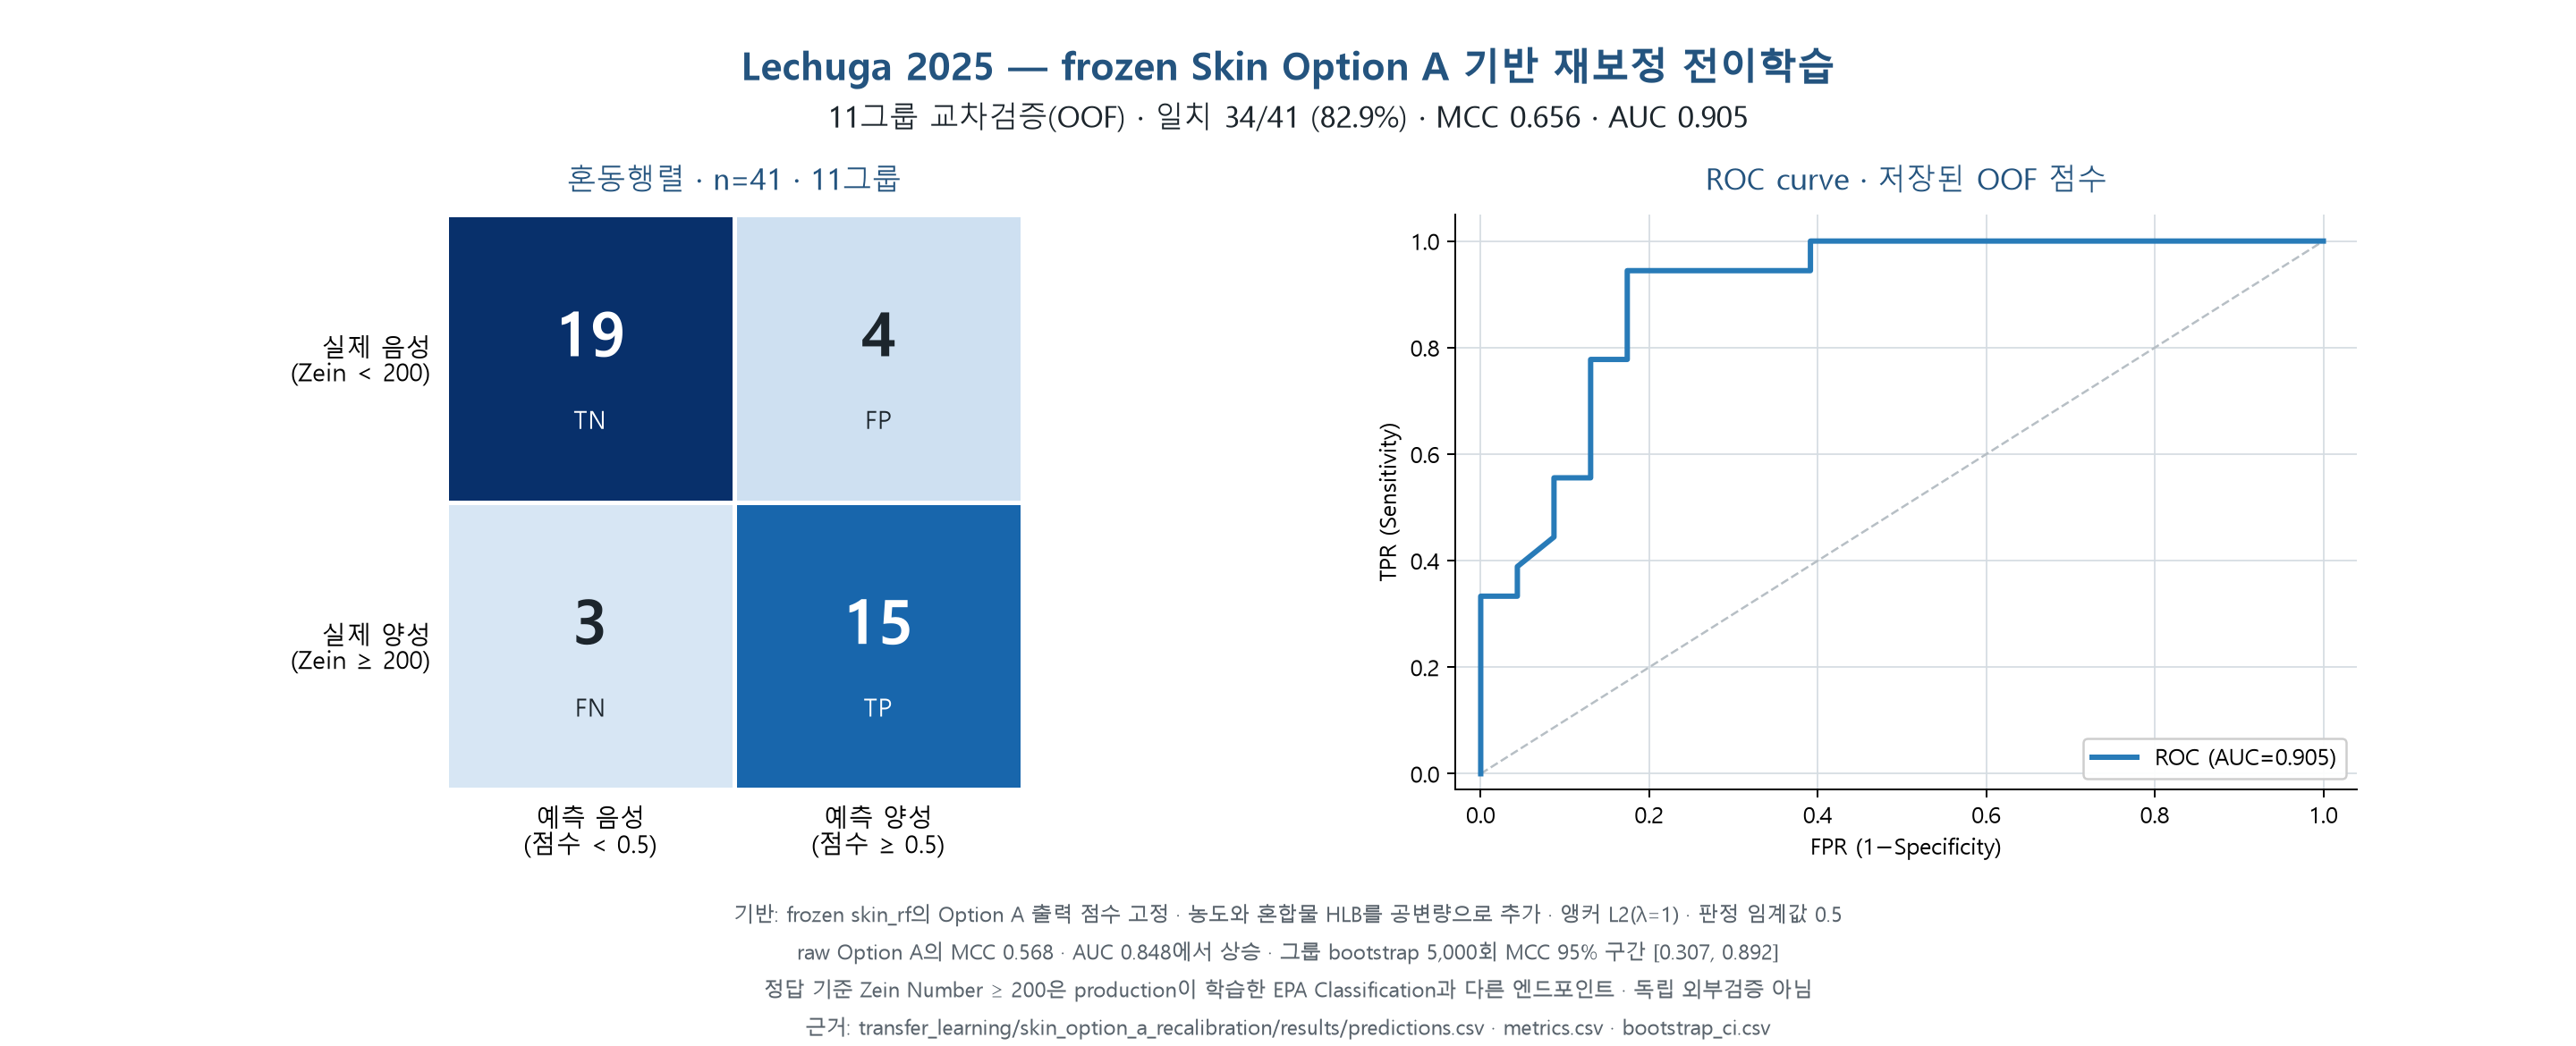 Lechuga 2025 — frozen Skin Option A 기반 재보정 전이학습
11그룹 교차검증(OOF) · 일치 34/41 (82.9%) · MCC 0.656 · AUC 0.905
혼동행렬 · n=41 · 11그룹
실제 음성
(Zein < 200)
19
TN
4
FP
실제 양성
(Zein ≥ 200)
3
FN
15
TP
예측 음성
(점수 < 0.5)
예측 양성
(점수 ≥ 0.5)
ROC curve · 저장된 OOF 점수
TPR (Sensitivity)
1.0
0.8
0.6
0.4
0.2
0.0
ROC (AUC=0.905)
0.0 0.2 0.4 0.6 0.8 1.0
FPR (1−Specificity)
기반: frozen skin_rf의 Option A 출력 점수 고정 · 농도와 혼합물 HLB를 공변량으로 추가 · 앵커 L2(λ=1) · 판정 임계값 0.5
raw Option A의 MCC 0.568 · AUC 0.848에서 상승 · 그룹 bootstrap 5,000회 MCC 95% 구간 [0.307, 0.892]
정답 기준 Zein Number ≥ 200은 production이 학습한 EPA Classification과 다른 엔드포인트 · 독립 외부검증 아님
근거: transfer_learning/skin_option_a_recalibration/results/predictions.csv · metrics.csv · bootstrap_ci.csv